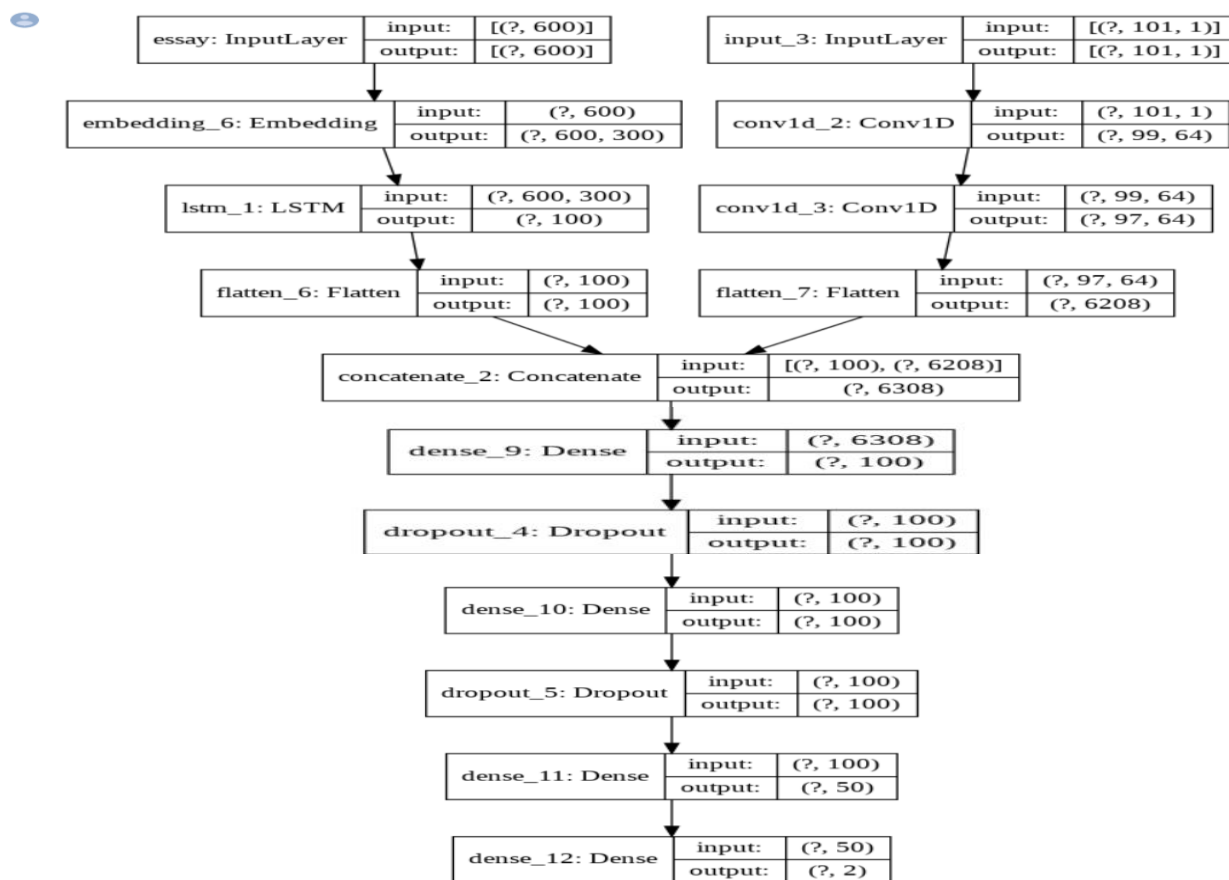 essay: InputLayer input: [(?, 600)] output: [(?, 600)]
input_3: InputLayer input: [(?, 101, 1)] output: [(?, 101, 1)]
embedding_6: Embedding input: (?, 600) output: (?, 600, 300)
conv1d_2: Conv1D input: (?, 101, 1) output: (?, 99, 64)
lstm_1: LSTM input: (?, 600, 300) output: (?, 100)
conv1d_3: Conv1D input: (?, 99, 64) output: (?, 97, 64)
flatten_6: Flatten input: (?, 100) output: (?, 100)
flatten_7: Flatten input: (?, 97, 64) output: (?, 6208)
concatenate_2: Concatenate input: [(?, 100), (?, 6208)] output: (?, 6308)
dense_9: Dense input: (?, 6308) output: (?, 100)
dropout_4: Dropout input: (?, 100) output: (?, 100)
dense_10: Dense input: (?, 100) output: (?, 100)
dropout_5: Dropout input: (?, 100) output: (?, 100)
dense_11: Dense input: (?, 100) output: (?, 50)
dense_12: Dense input: (?, 50) output: (?, 2)